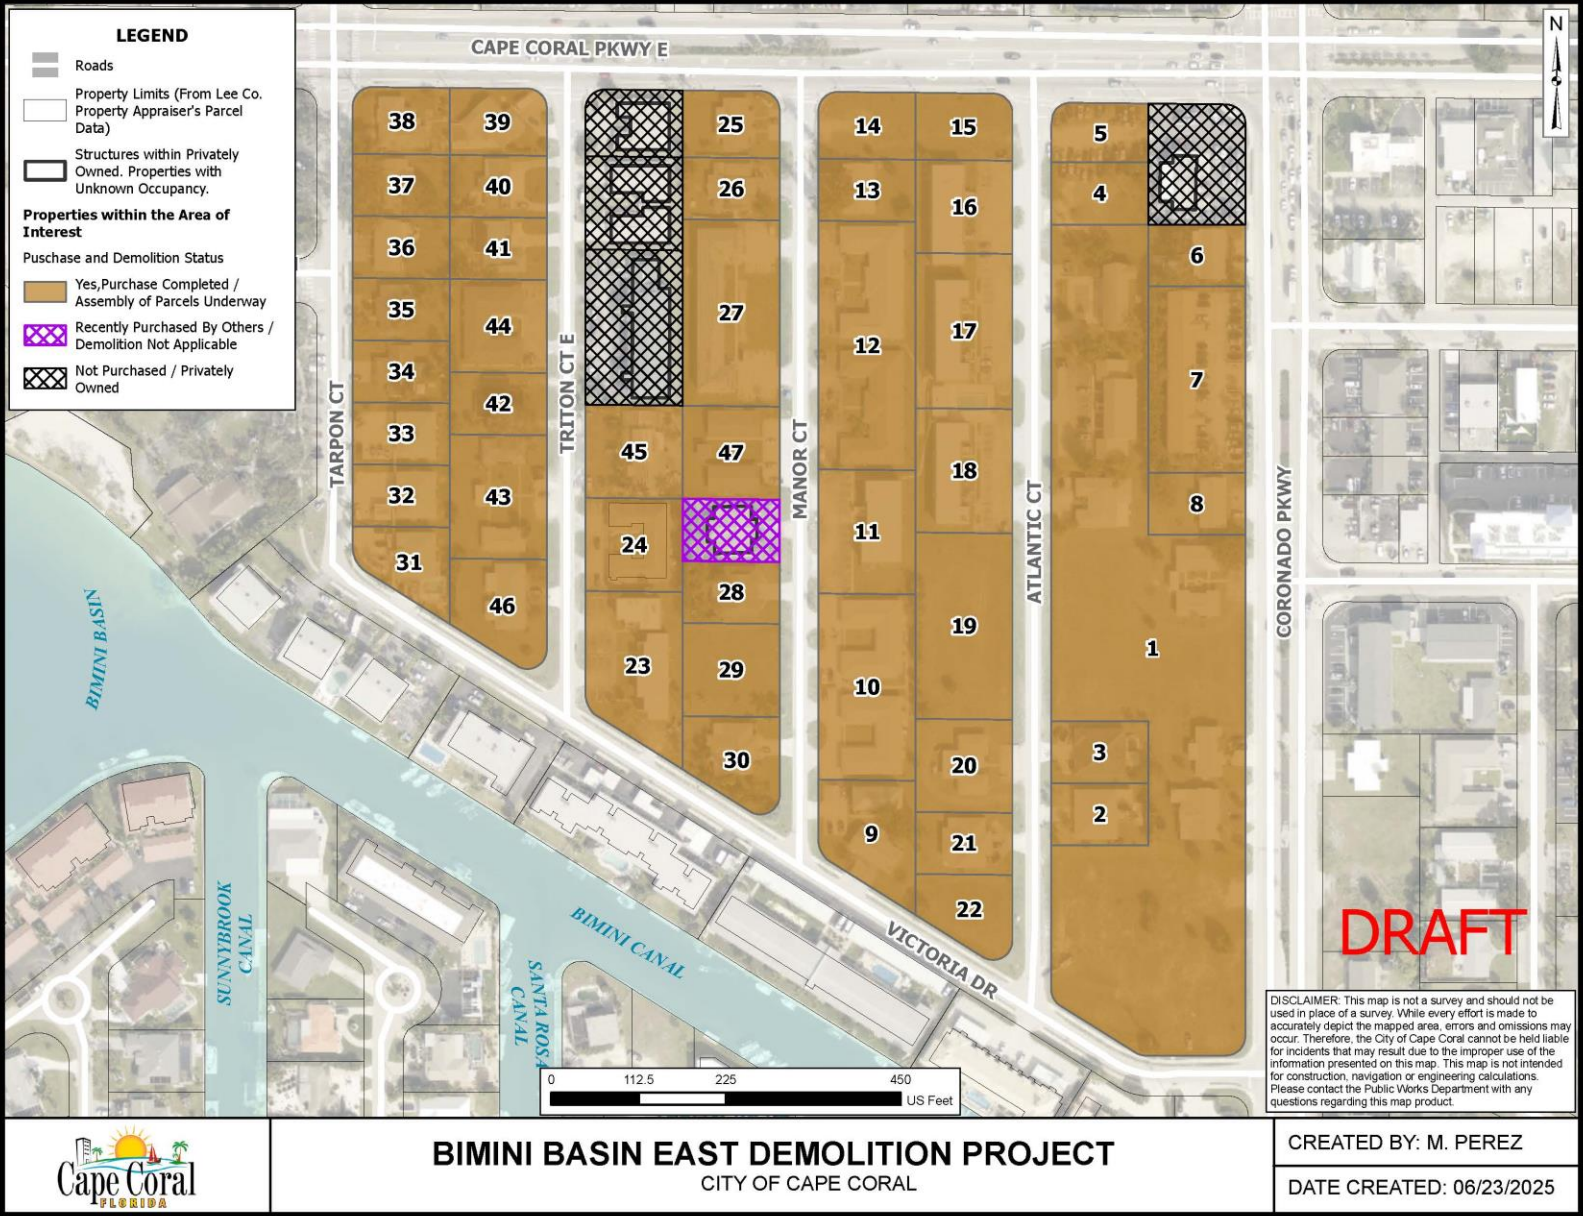 LEGEND
Roads
Property Limits (From Lee Co.
Property Appraiser's Parcel
Data)
Structures within Privately
Owned. Properties with
Unknown Occupancy.
Properties within the Area of
Interest
Puschase and Demolition Status
Yes,Purchase Completed /
Assembly of Parcels Underway
Recently Purchased By Others /
Demolition Not Applicable
Not Purchased / Privately
Owned
CAPE CORAL PKWY E
N
38
39
25
14
15
5
37
40
26
13
16
4
36
41
6
35
44
27
12
17
7
34
42
33
45
47
18
32
43
8
31
24
11
46
28
19
1
23
29
10
30
20
3
9
21
2
22
TARPON CT
TRITON CT E
MANOR CT
ATLANTIC CT
CORONADO PKWY
VICTORIA DR
BIMINI BASIN
SUNNYBROOK
CANAL
SANTA ROSA
CANAL
BIMINI CANAL
DRAFT
DISCLAIMER: This map is not a survey and should not be
used in place of a survey. While every effort is made to
accurately depict the mapped area, errors and omissions may
occur. Therefore, the City of Cape Coral cannot be held liable
for incidents that may result due to the improper use of the
information presented on this map. This map is not intended
for construction, navigation or engineering calculations.
Please contact the Public Works Department with any
questions regarding this map product.
0 112.5 225 450
US Feet
Cape Coral
FLORIDA
BIMINI BASIN EAST DEMOLITION PROJECT
CITY OF CAPE CORAL
CREATED BY: M. PEREZ
DATE CREATED: 06/23/2025